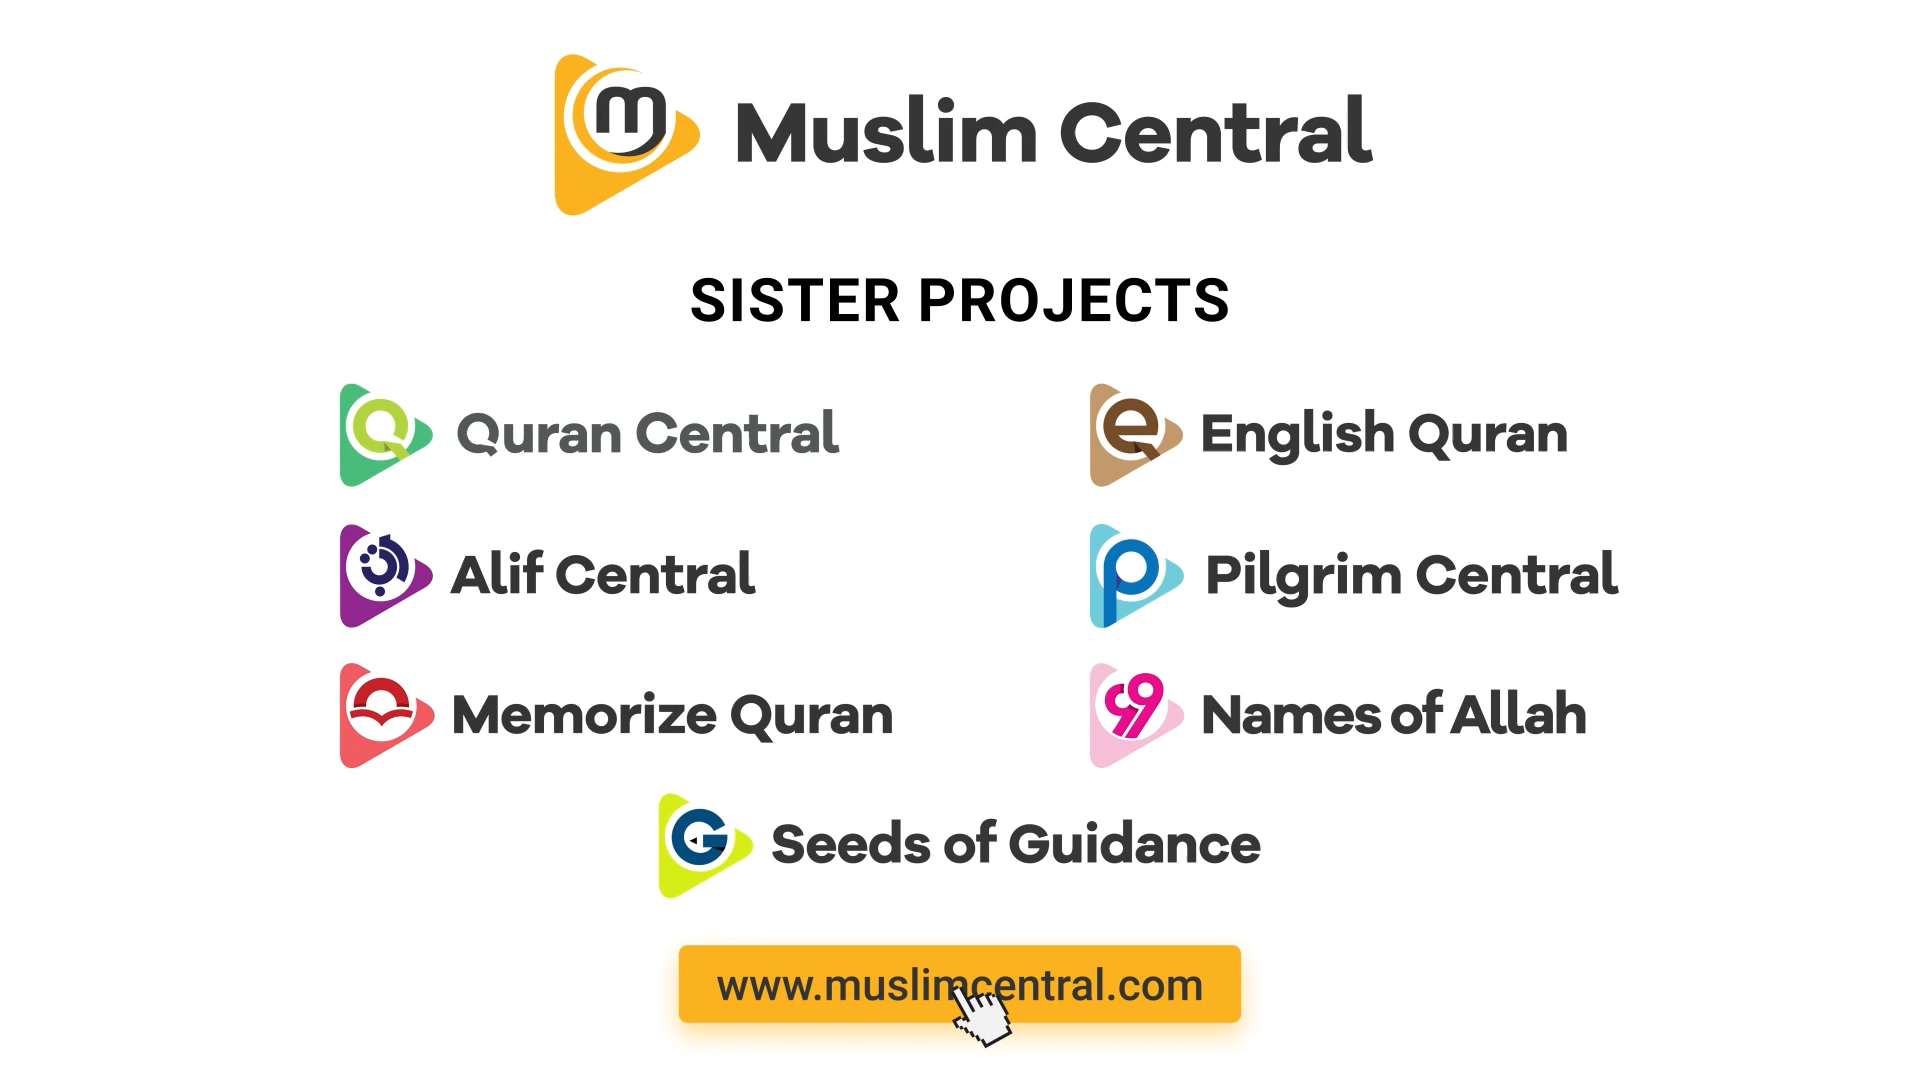 Muslim Central
SISTER PROJECTS
Quran Central
English Quran
Alif Central
Pilgrim Central
Memorize Quran
99 Names of Allah
Seeds of Guidance
www.muslimcentral.com